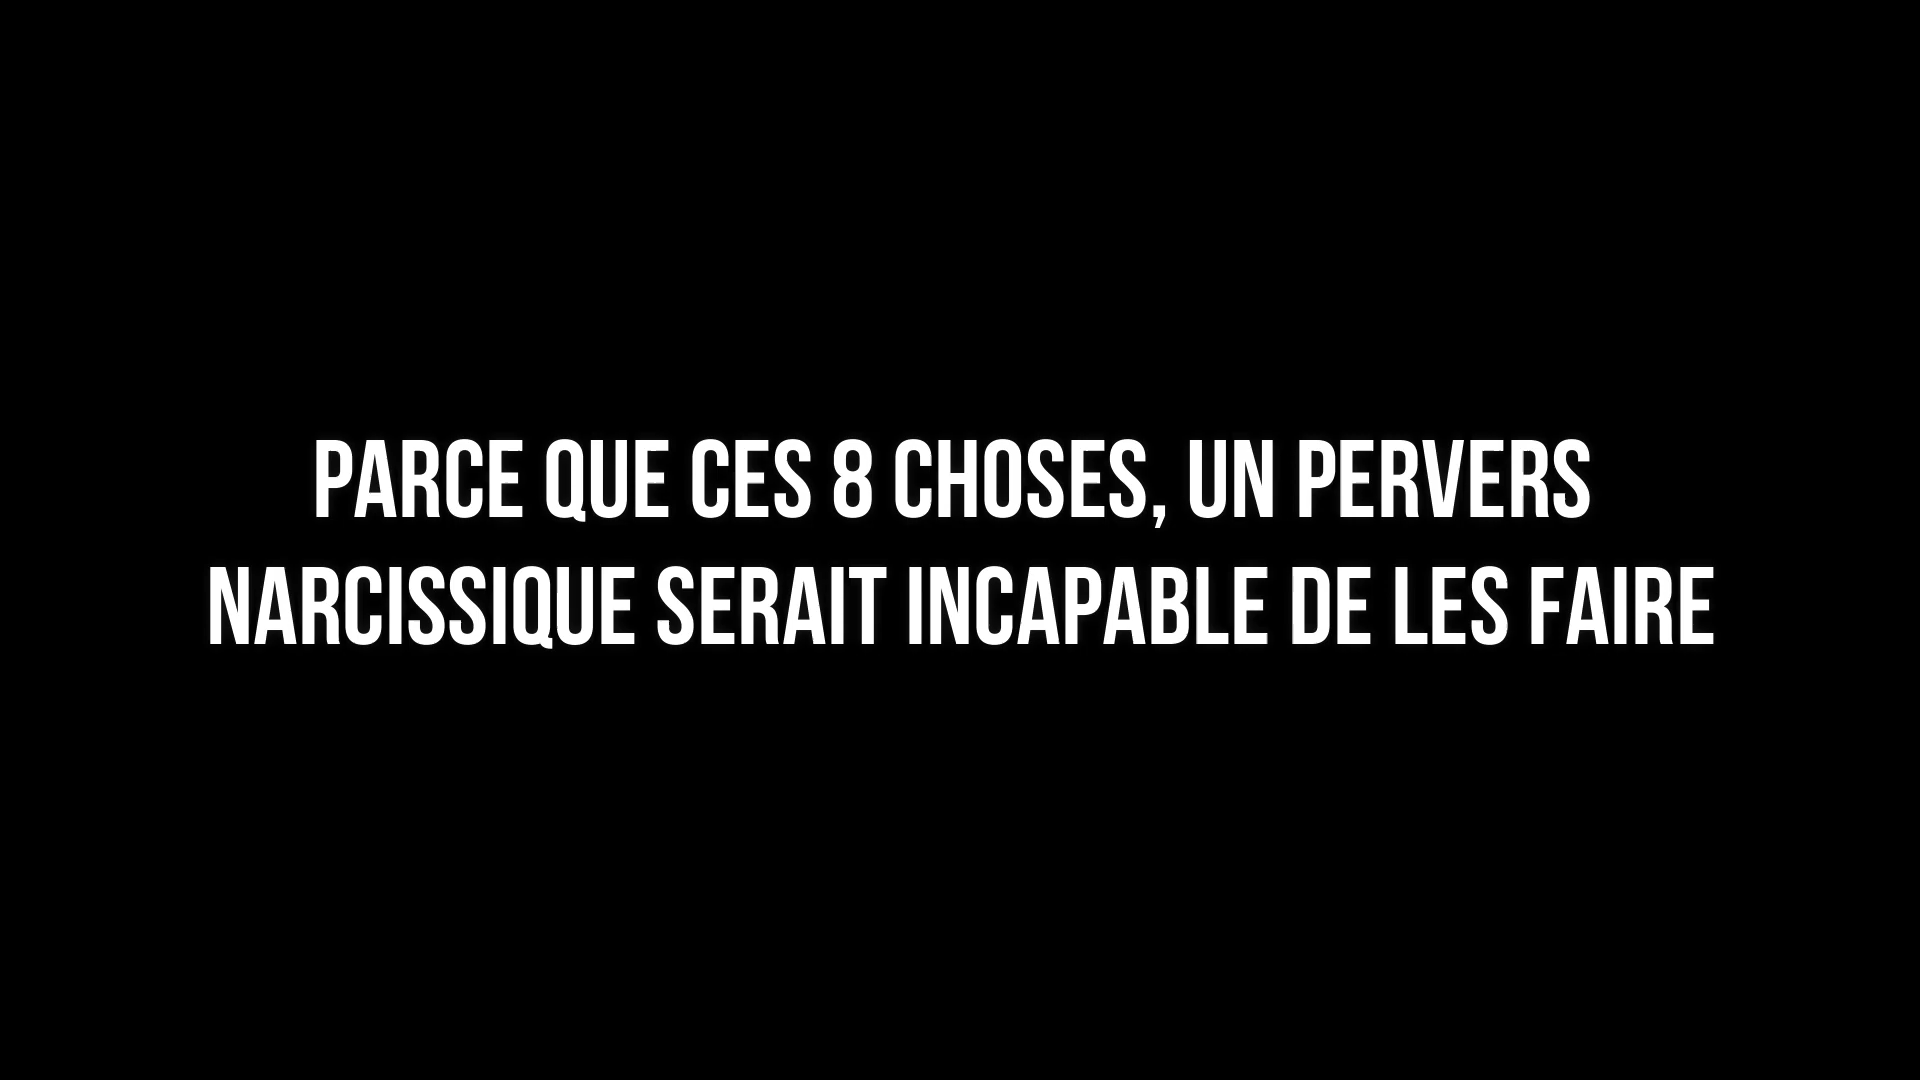 PARCE QUE CES 8 CHOSES, UN PERVERS
NARCISSIQUE SERAIT INCAPABLE DE LES FAIRE